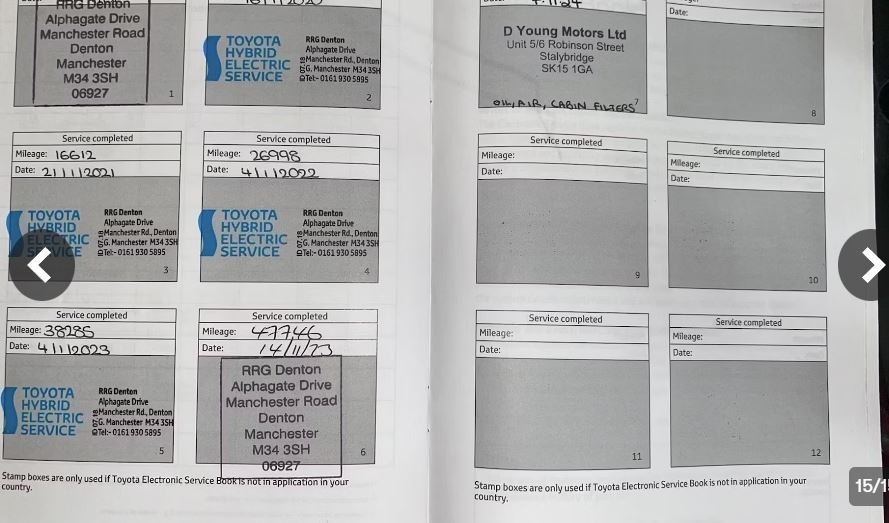 RRG Denton
Alphagate Drive
Manchester Road
Denton
Manchester
M34 3SH
06927
1
TOYOTA
HYBRID
ELECTRIC
SERVICE
RRG Denton
Alphagate Drive
Manchester Rd., Denton
G. Manchester M34 3SH
Tel:- 0161 930 5895
2
Service completed
Mileage: 16612
Date: 21/1/2021
TOYOTA
HYBRID
ELECTRIC
SERVICE
RRG Denton
Alphagate Drive
Manchester Rd., Denton
G. Manchester M34 3SH
Tel:- 0161 930 5895
3
Service completed
Mileage: 26998
Date: 4/1/2022
TOYOTA
HYBRID
ELECTRIC
SERVICE
RRG Denton
Alphagate Drive
Manchester Rd., Denton
G. Manchester M34 3SH
Tel:- 0161 930 5895
4
Service completed
Mileage: 38285
Date: 4/1/2023
TOYOTA
HYBRID
ELECTRIC
SERVICE
RRG Denton
Alphagate Drive
Manchester Rd., Denton
G. Manchester M34 3SH
Tel:- 0161 930 5895
5
Service completed
Mileage: 47746
Date: 14/11/23
RRG Denton
Alphagate Drive
Manchester Road
Denton
Manchester
M34 3SH
06927
6
Stamp boxes are only used if Toyota Electronic Service Book is not in application in your
country.
D Young Motors Ltd
Unit 5/6 Robinson Street
Stalybridge
SK15 1GA
OIL, AIR, CABIN FILTERS
7
Date:
8
Service completed
Mileage:
Date:
9
Service completed
Mileage:
Date:
10
Service completed
Mileage:
Date:
11
Service completed
Mileage:
Date:
12
Stamp boxes are only used if Toyota Electronic Service Book is not in application in your
country.